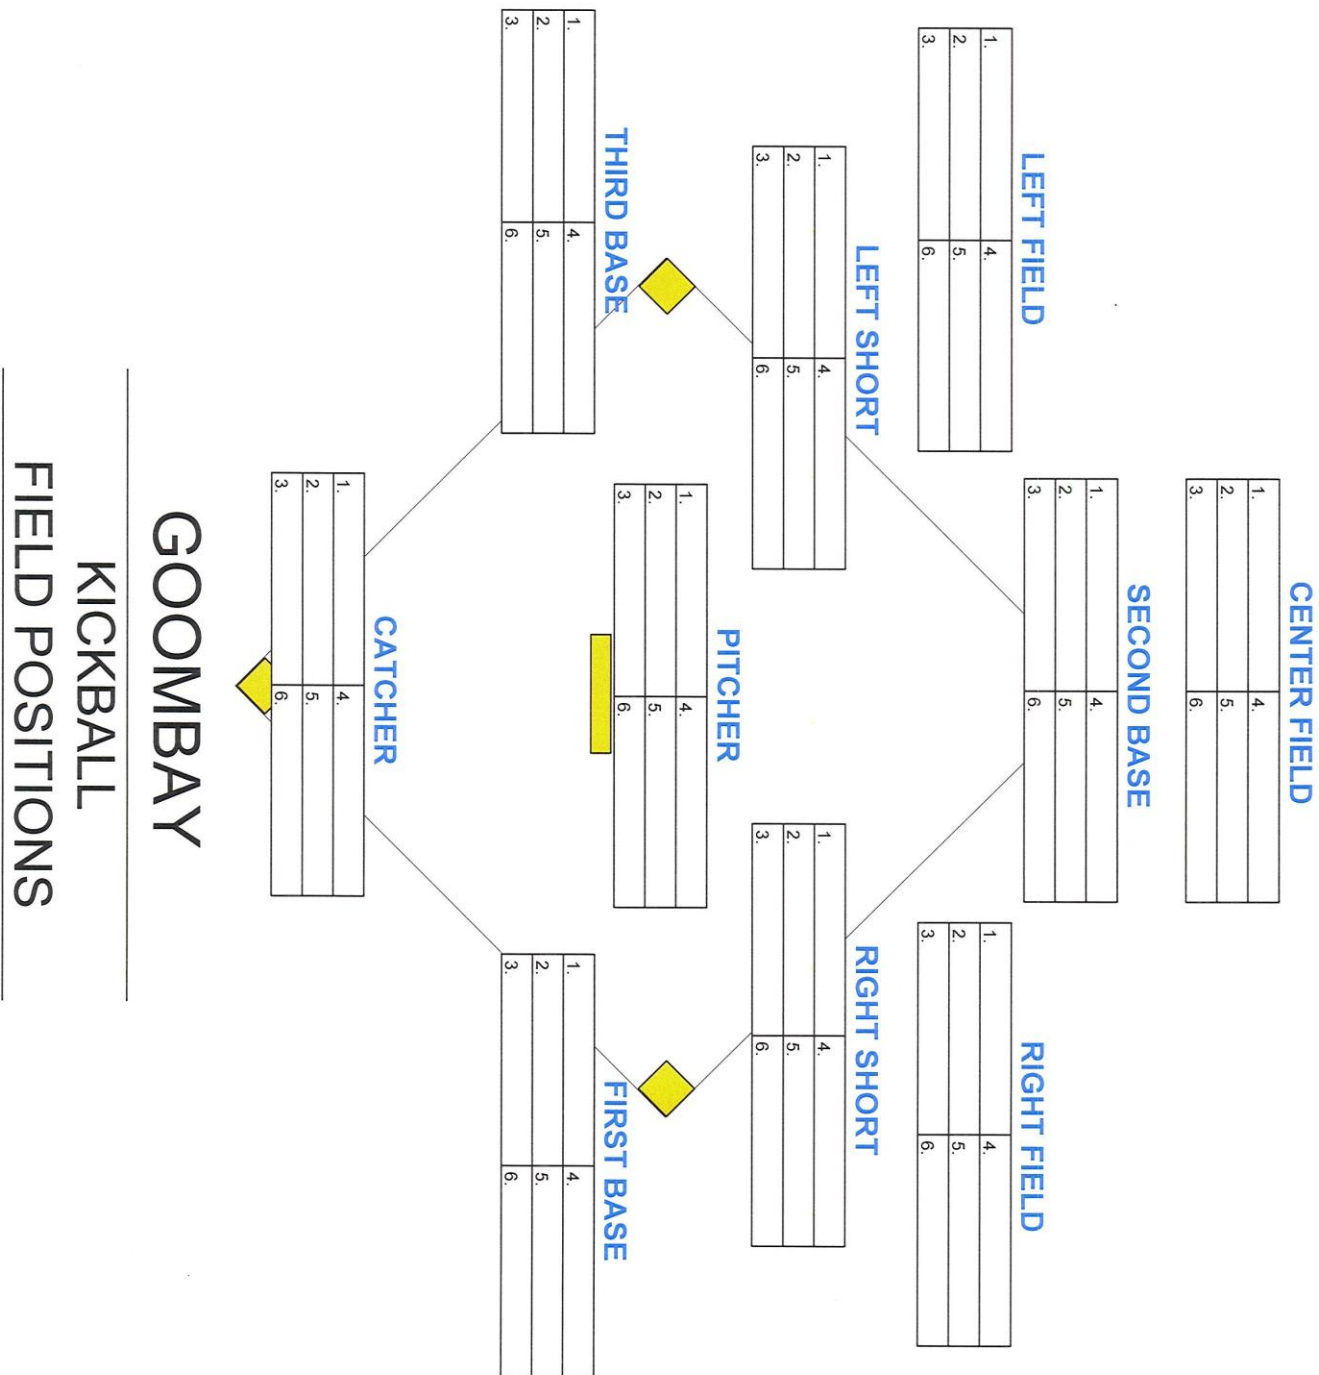 CENTER FIELD
1. 4.
2. 5.
3. 6.
SECOND BASE
1. 4.
2. 5.
3. 6.
LEFT FIELD
1. 4.
2. 5.
3. 6.
RIGHT FIELD
1. 4.
2. 5.
3. 6.
LEFT SHORT
1. 4.
2. 5.
3. 6.
RIGHT SHORT
1. 4.
2. 5.
3. 6.
PITCHER
1. 4.
2. 5.
3. 6.
THIRD BASE
1. 4.
2. 5.
3. 6.
FIRST BASE
1. 4.
2. 5.
3. 6.
CATCHER
1. 4.
2. 5.
3. 6.
GOOMBAY
KICKBALL
FIELD POSITIONS